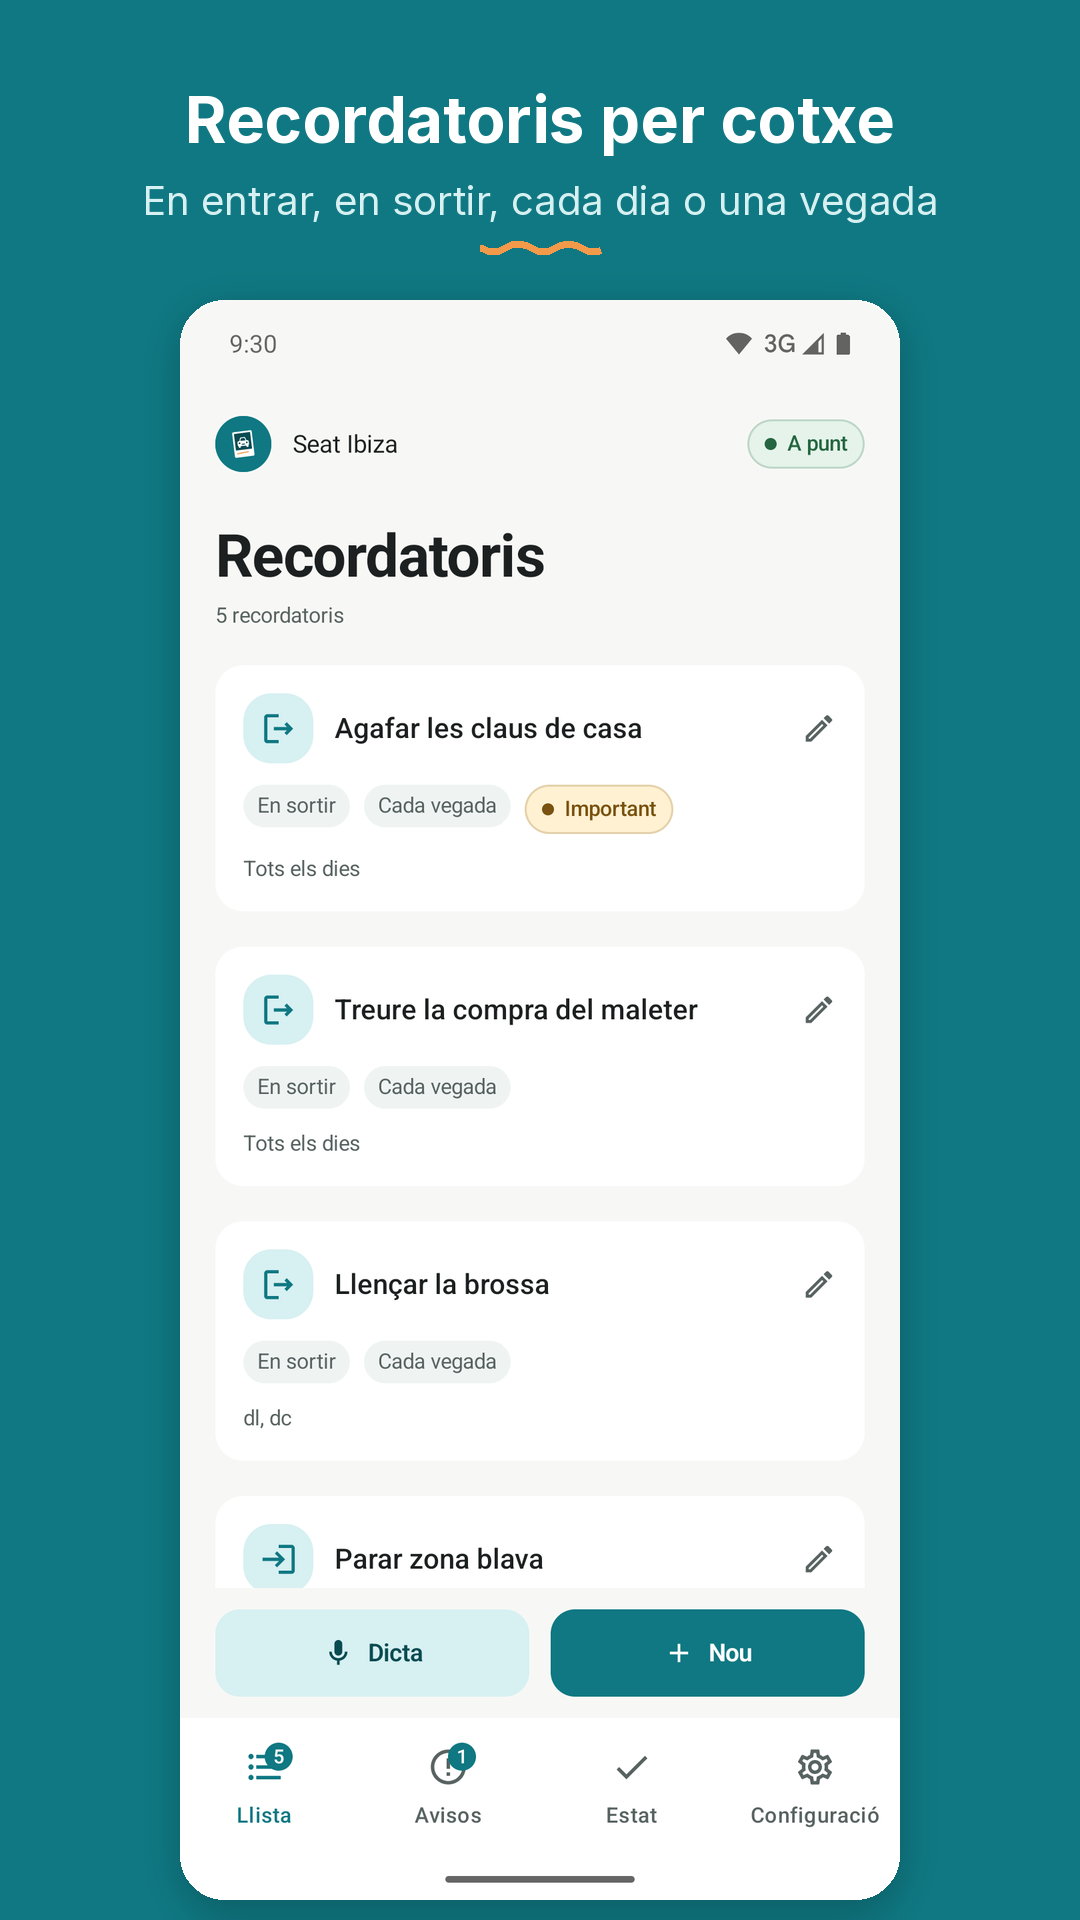 Recordatoris per cotxe
En entrar, en sortir, cada dia o una vegada
9:30
3G
Seat Ibiza
A punt
Recordatoris
5 recordatoris
Agafar les claus de casa
En sortir
Cada vegada
Important
Tots els dies
Treure la compra del maleter
En sortir
Cada vegada
Tots els dies
Llençar la brossa
En sortir
Cada vegada
dl, dc
Parar zona blava
Dicta
Nou
5
1
Llista
Avisos
Estat
Configuració